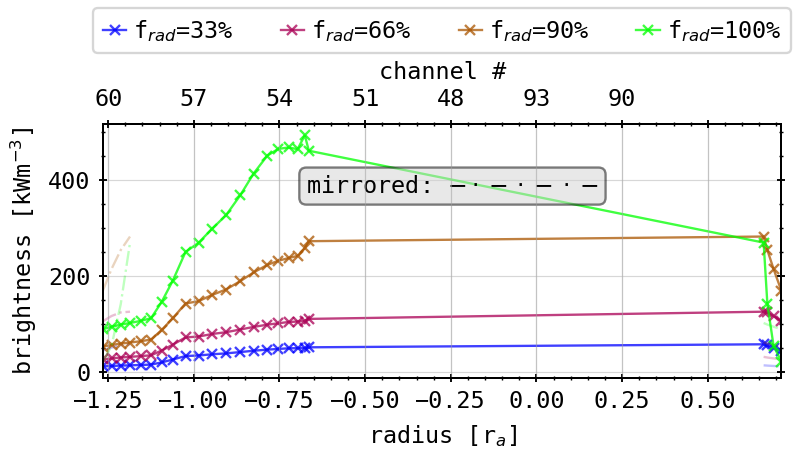 f_rad=33% f_rad=66% f_rad=90% f_rad=100%
channel #
60 57 54 51 48 93 90
brightness [kWm⁻³]
400
200
0
mirrored: — · — · — · —
−1.25 −1.00 −0.75 −0.50 −0.25 0.00 0.25 0.50
radius [r_a]